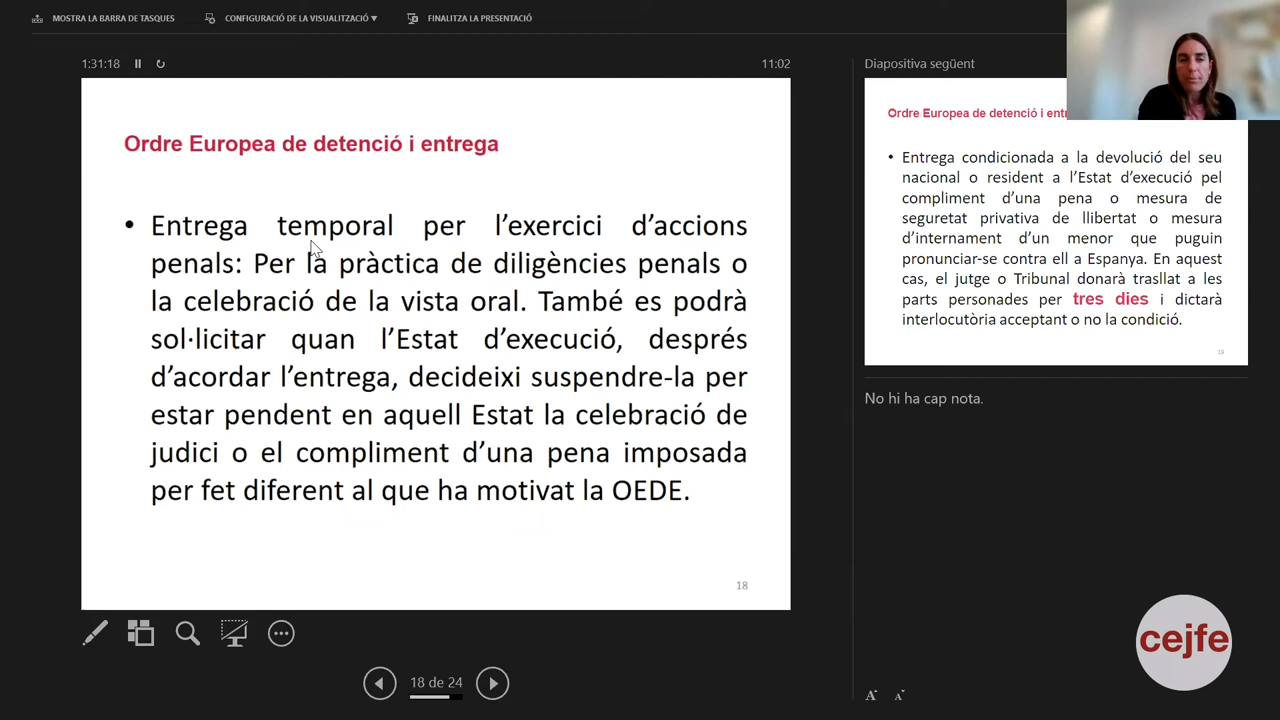 MOSTRA LA BARRA DE TASQUES
CONFIGURACIÓ DE LA VISUALITZACIÓ ▼
FINALITZA LA PRESENTACIÓ
1:31:18
11:02
Ordre Europea de detenció i entrega
• Entrega temporal per l’exercici d’accions
penals: Per la pràctica de diligències penals o
la celebració de la vista oral. També es podrà
sol·licitar quan l’Estat d’execució, després
d’acordar l’entrega, decideixi suspendre-la per
estar pendent en aquell Estat la celebració de
judici o el compliment d’una pena imposada
per fet diferent al que ha motivat la OEDE.
18
18 de 24
Diapositiva següent
Ordre Europea de detenció i
• Entrega condicionada a la devolució del seu
nacional o resident a l’Estat d’execució pel
compliment d’una pena o mesura de
seguretat privativa de llibertat o mesura
d’internament d’un menor que puguin
pronunciar-se contra ell a Espanya. En aquest
cas, el jutge o Tribunal donarà trasllat a les
parts personades per tres dies i dictarà
interlocutòria acceptant o no la condició.
19
No hi ha cap nota.
cejfe
A A